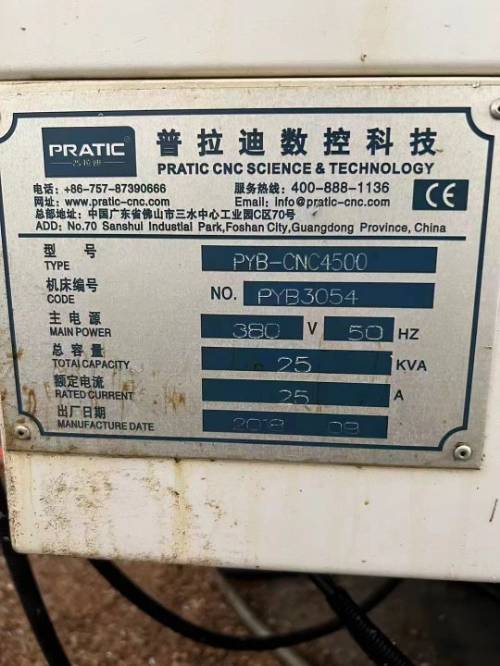 PRATIC
普拉迪
普拉迪数控科技
PRATIC CNC SCIENCE & TECHNOLOGY
电话: +86-757-87390666
服务热线: 400-888-1136
网址: www.pratic-cnc.com
Email: info@pratic-cnc.com
总部地址: 中国广东省佛山市三水中心工业园C区70号
ADD: No.70 Sanshui Industlal Park,Foshan City,Guangdong Province, China
CE
型号
TYPE
PYB-CNC4500
机床编号
CODE
NO. PYB3054
主电源
MAIN POWER
380 V 50 HZ
总容量
TOTAL CAPACITY
25 KVA
额定电流
RATED CURRENT
25 A
出厂日期
MANUFACTURE DATE
2018 09